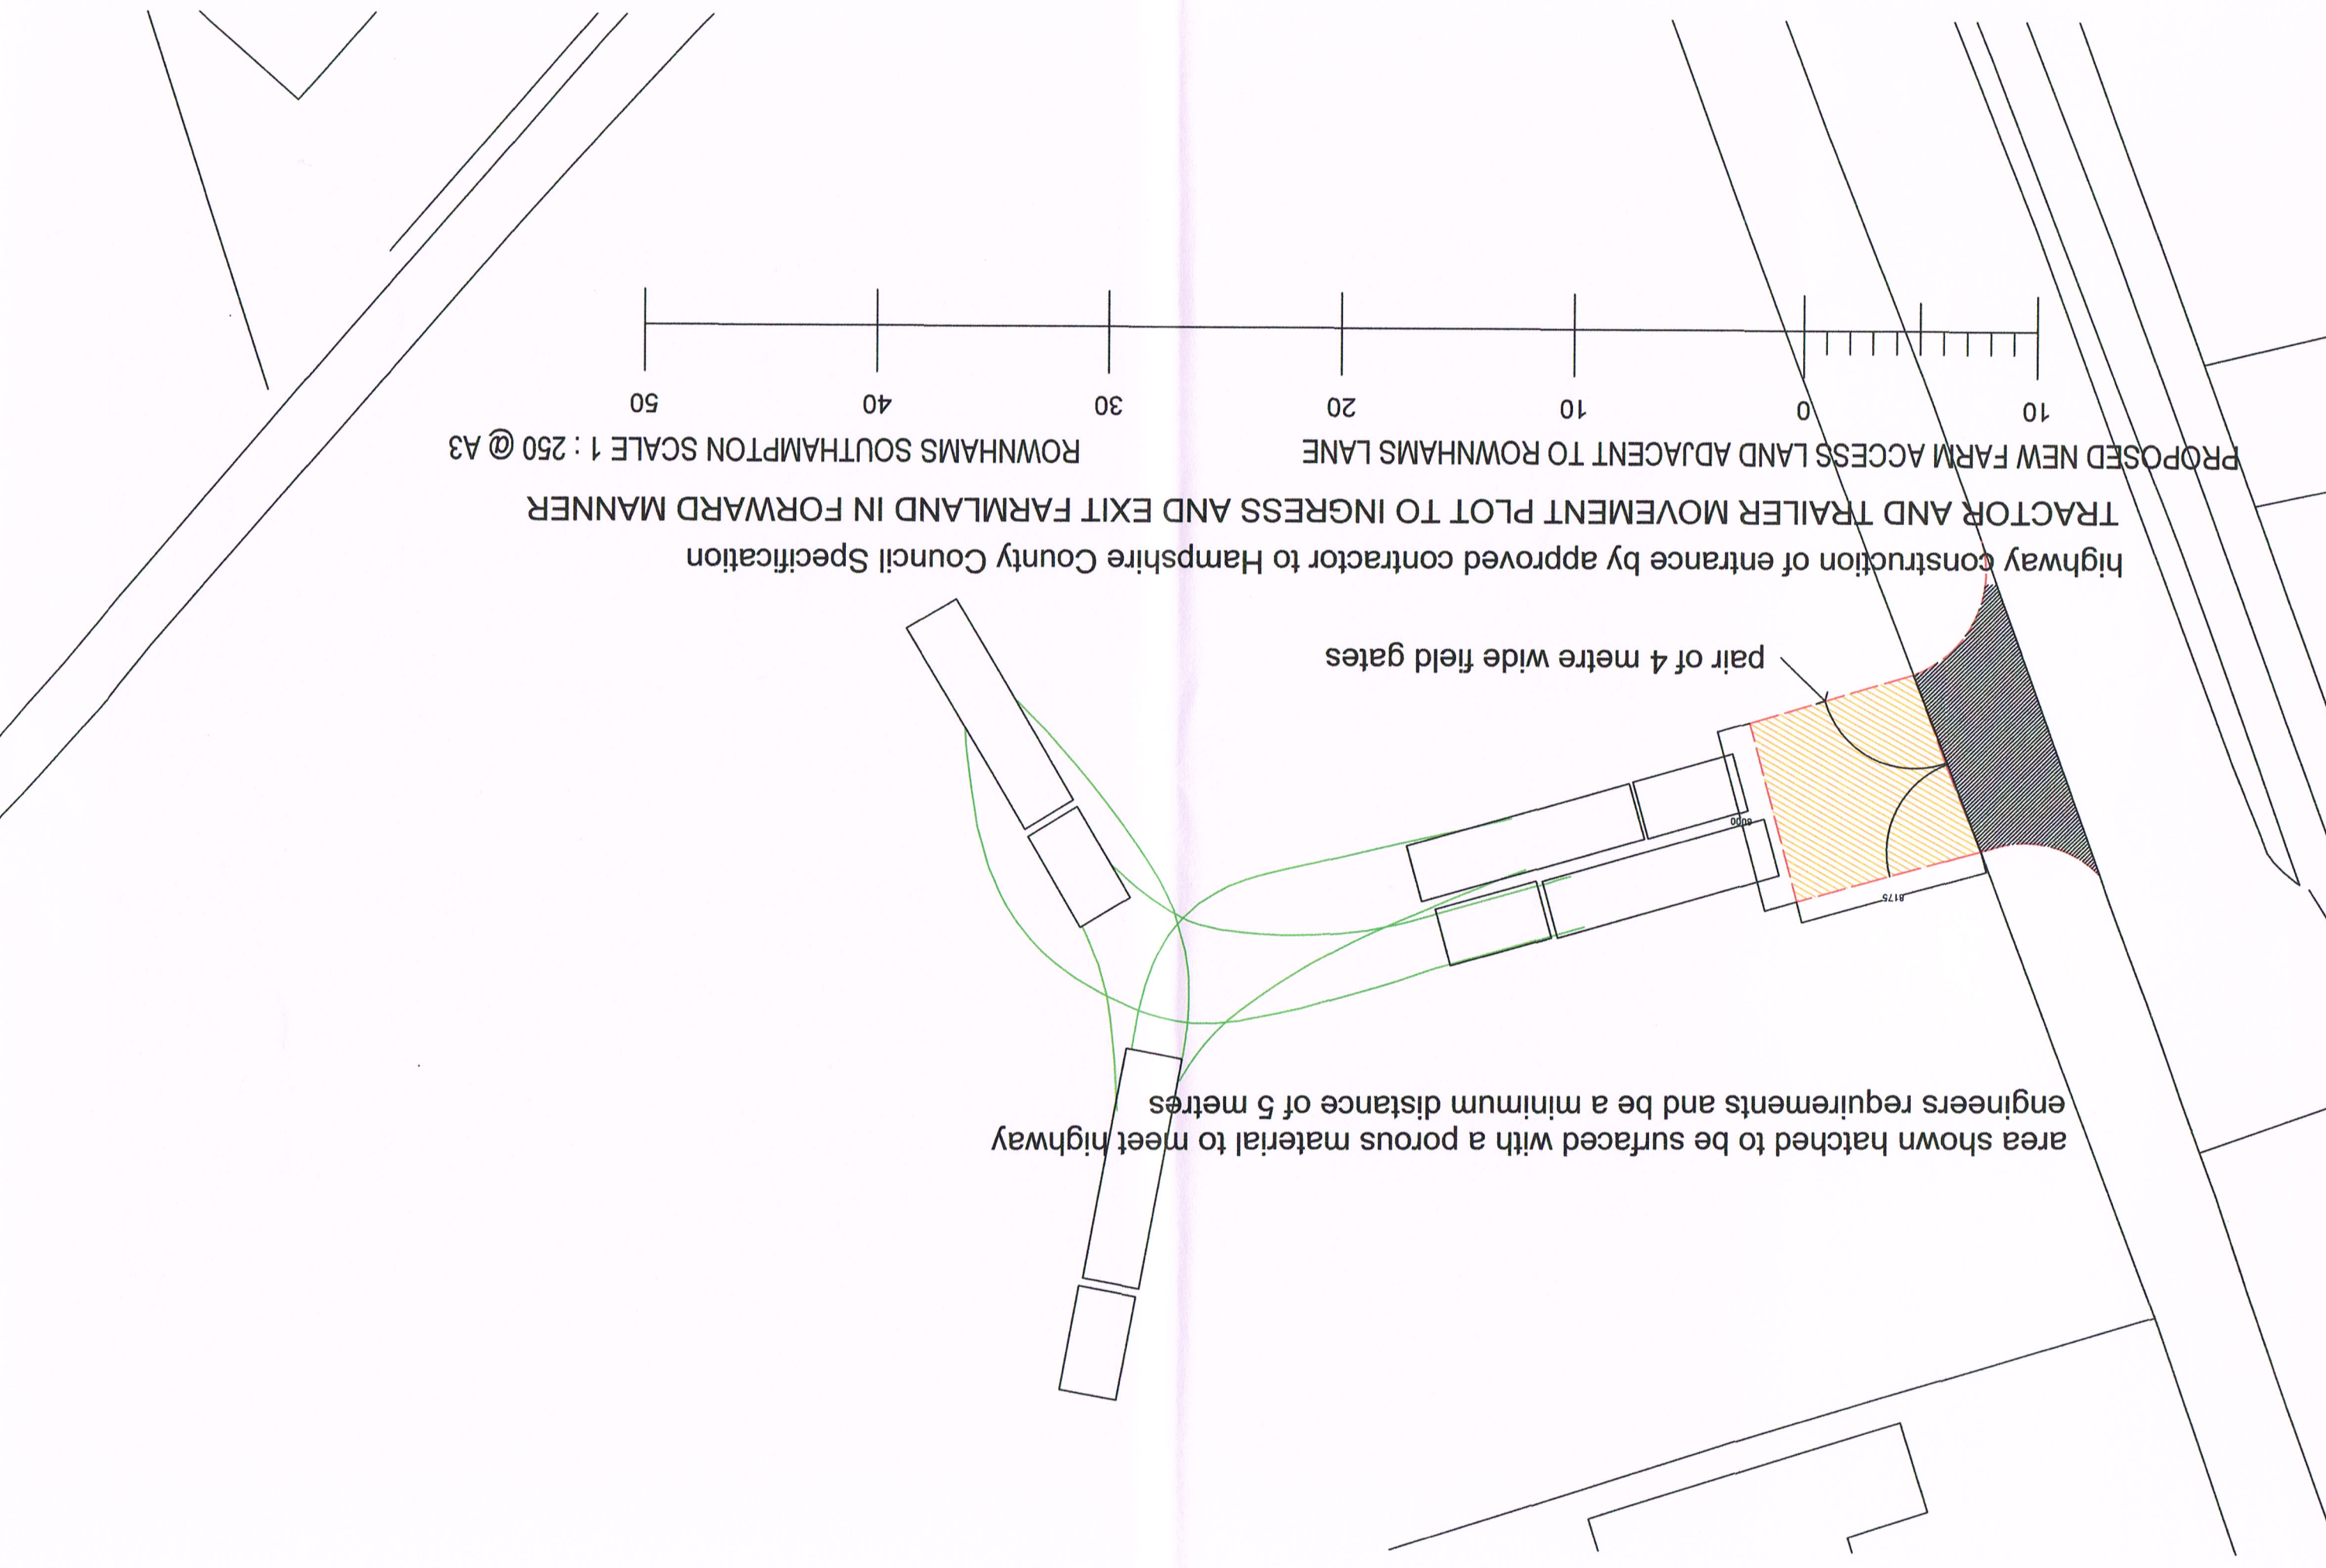 area shown hatched to be surfaced with a porous material to meet highway
engineers requirements and be a minimum distance of 5 metres
8175
8000
pair of 4 metre wide field gates
highway construction of entrance by approved contractor to Hampshire County Council Specification
TRACTOR AND TRAILER MOVEMENT PLOT TO INGRESS AND EXIT FARMLAND IN FORWARD MANNER
PROPOSED NEW FARM ACCESS LAND ADJACENT TO ROWNHAMS LANE ROWNHAMS SOUTHAMPTON SCALE 1 : 250 @ A3
10 0 10 20 30 40 50